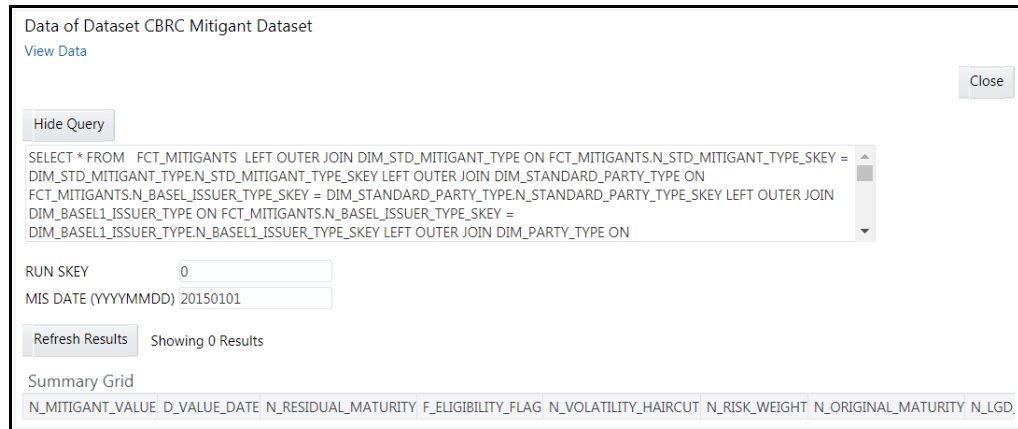 Data of Dataset CBRC Mitigant Dataset
View Data
Close
Hide Query
SELECT * FROM FCT_MITIGANTS LEFT OUTER JOIN DIM_STD_MITIGANT_TYPE ON FCT_MITIGANTS.N_STD_MITIGANT_TYPE_SKEY =
DIM_STD_MITIGANT_TYPE.N_STD_MITIGANT_TYPE_SKEY LEFT OUTER JOIN DIM_STANDARD_PARTY_TYPE ON
FCT_MITIGANTS.N_BASEL_ISSUER_TYPE_SKEY = DIM_STANDARD_PARTY_TYPE.N_STANDARD_PARTY_TYPE_SKEY LEFT OUTER JOIN
DIM_BASEL1_ISSUER_TYPE ON FCT_MITIGANTS.N_BASEL_ISSUER_TYPE_SKEY =
DIM_BASEL1_ISSUER_TYPE.N_BASEL1_ISSUER_TYPE_SKEY LEFT OUTER JOIN DIM_PARTY_TYPE ON
RUN SKEY 0
MIS DATE (YYYYMMDD) 20150101
Refresh Results Showing 0 Results
Summary Grid
N_MITIGANT_VALUE D_VALUE_DATE N_RESIDUAL_MATURITY F_ELIGIBILITY_FLAG N_VOLATILITY_HAIRCUT N_RISK_WEIGHT N_ORIGINAL_MATURITY N_LGD_